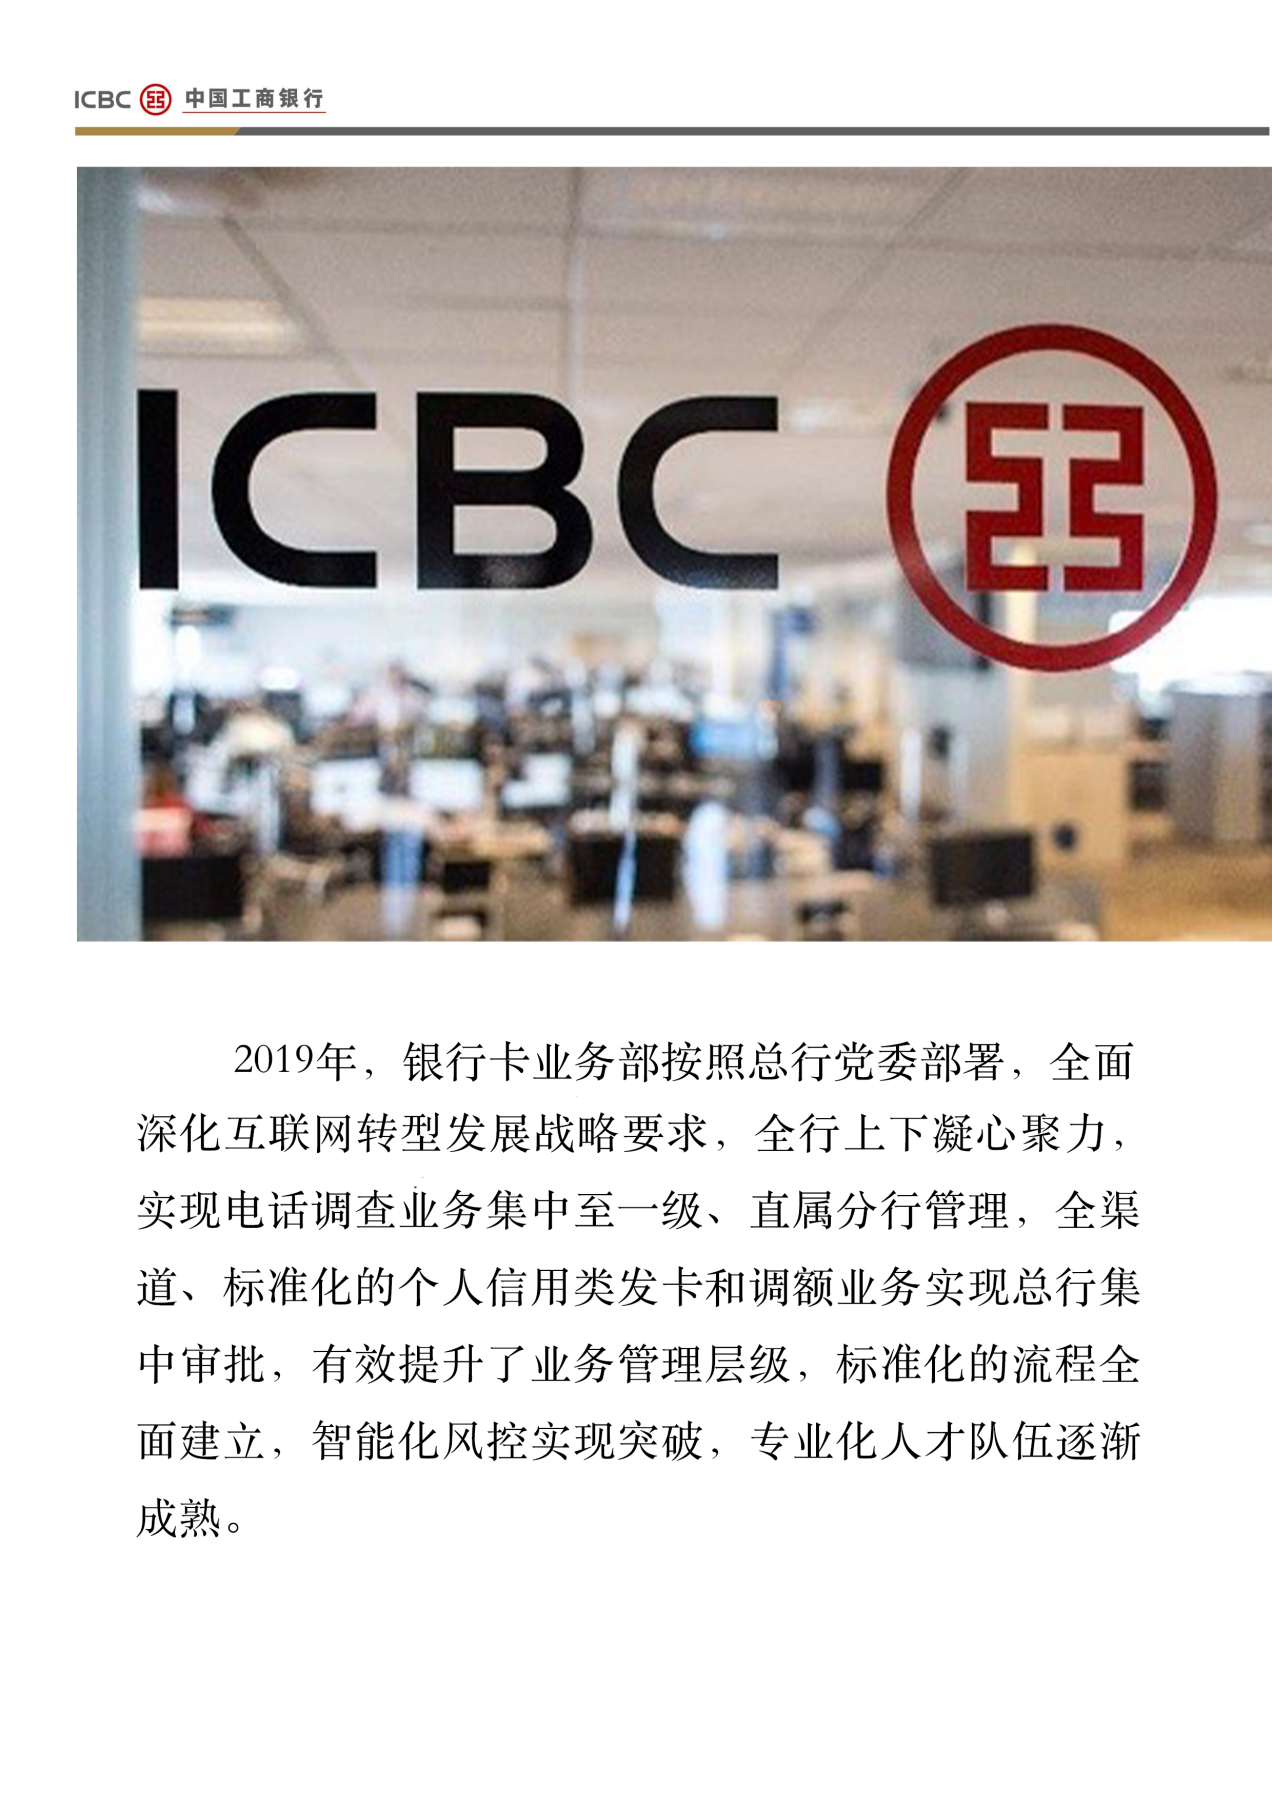 ICBC 中国工商银行
ICBC
2019年，银行卡业务部按照总行党委部署，全面
深化互联网转型发展战略要求，全行上下凝心聚力，
实现电话调查业务集中至一级、直属分行管理，全渠
道、标准化的个人信用类发卡和调额业务实现总行集
中审批，有效提升了业务管理层级，标准化的流程全
面建立，智能化风控实现突破，专业化人才队伍逐渐
成熟。